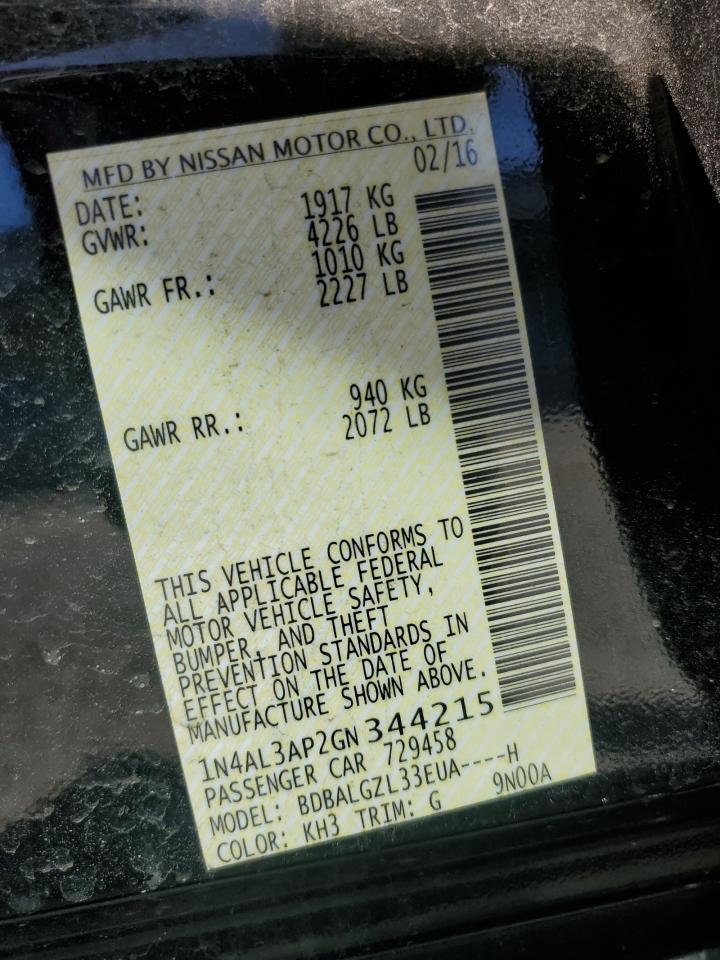 MFD BY NISSAN MOTOR CO., LTD.
DATE: 02/16
GVWR: 1917 KG
4226 LB
GAWR FR.: 1010 KG
2227 LB
GAWR RR.: 940 KG
2072 LB
THIS VEHICLE CONFORMS TO
ALL APPLICABLE FEDERAL
MOTOR VEHICLE SAFETY,
BUMPER, AND THEFT
PREVENTION STANDARDS IN
EFFECT ON THE DATE OF
MANUFACTURE SHOWN ABOVE.
1N4AL3AP2GN344215
PASSENGER CAR 729458
MODEL: BDBALGZL33EUA----H
COLOR: KH3 TRIM: G 9N00A